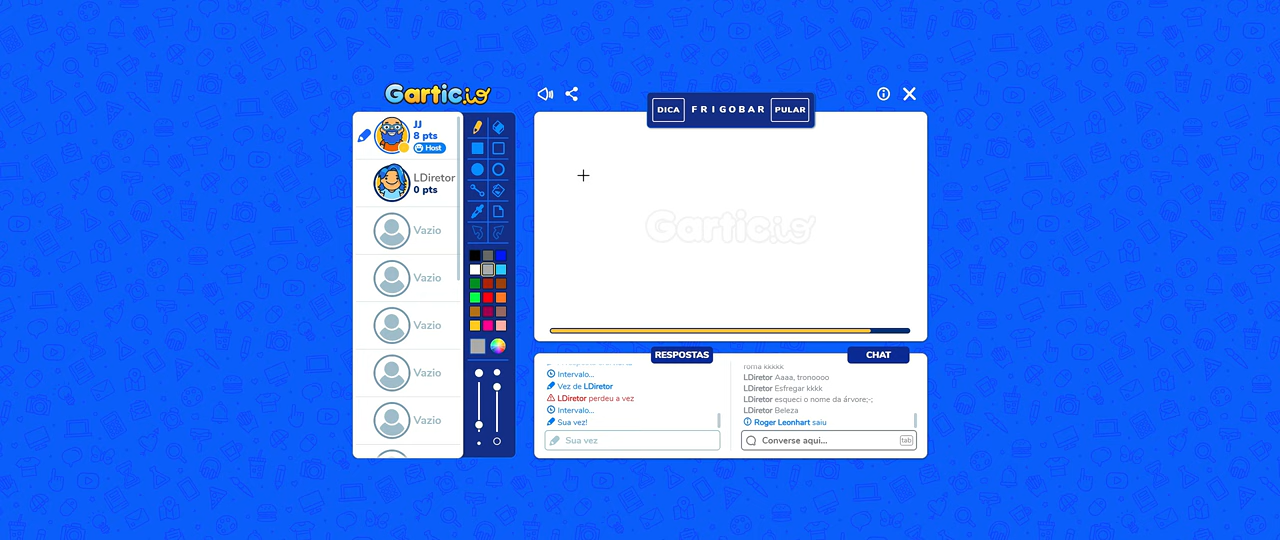 Gartic.io
DICA FRIGOBAR PULAR
JJ
8 pts
Host
LDiretor
0 pts
Vazio
Vazio
Vazio
Vazio
Vazio
Gartic.io
RESPOSTAS
Intervalo...
Vez de LDiretor
LDiretor perdeu a vez
Intervalo...
Sua vez!
Sua vez
CHAT
roma kkkkk
LDiretor Aaaa, tronoooo
LDiretor Esfregar kkkk
LDiretor esqueci o nome da árvore;-;
LDiretor Beleza
Roger Leonhart saiu
Converse aqui... tab